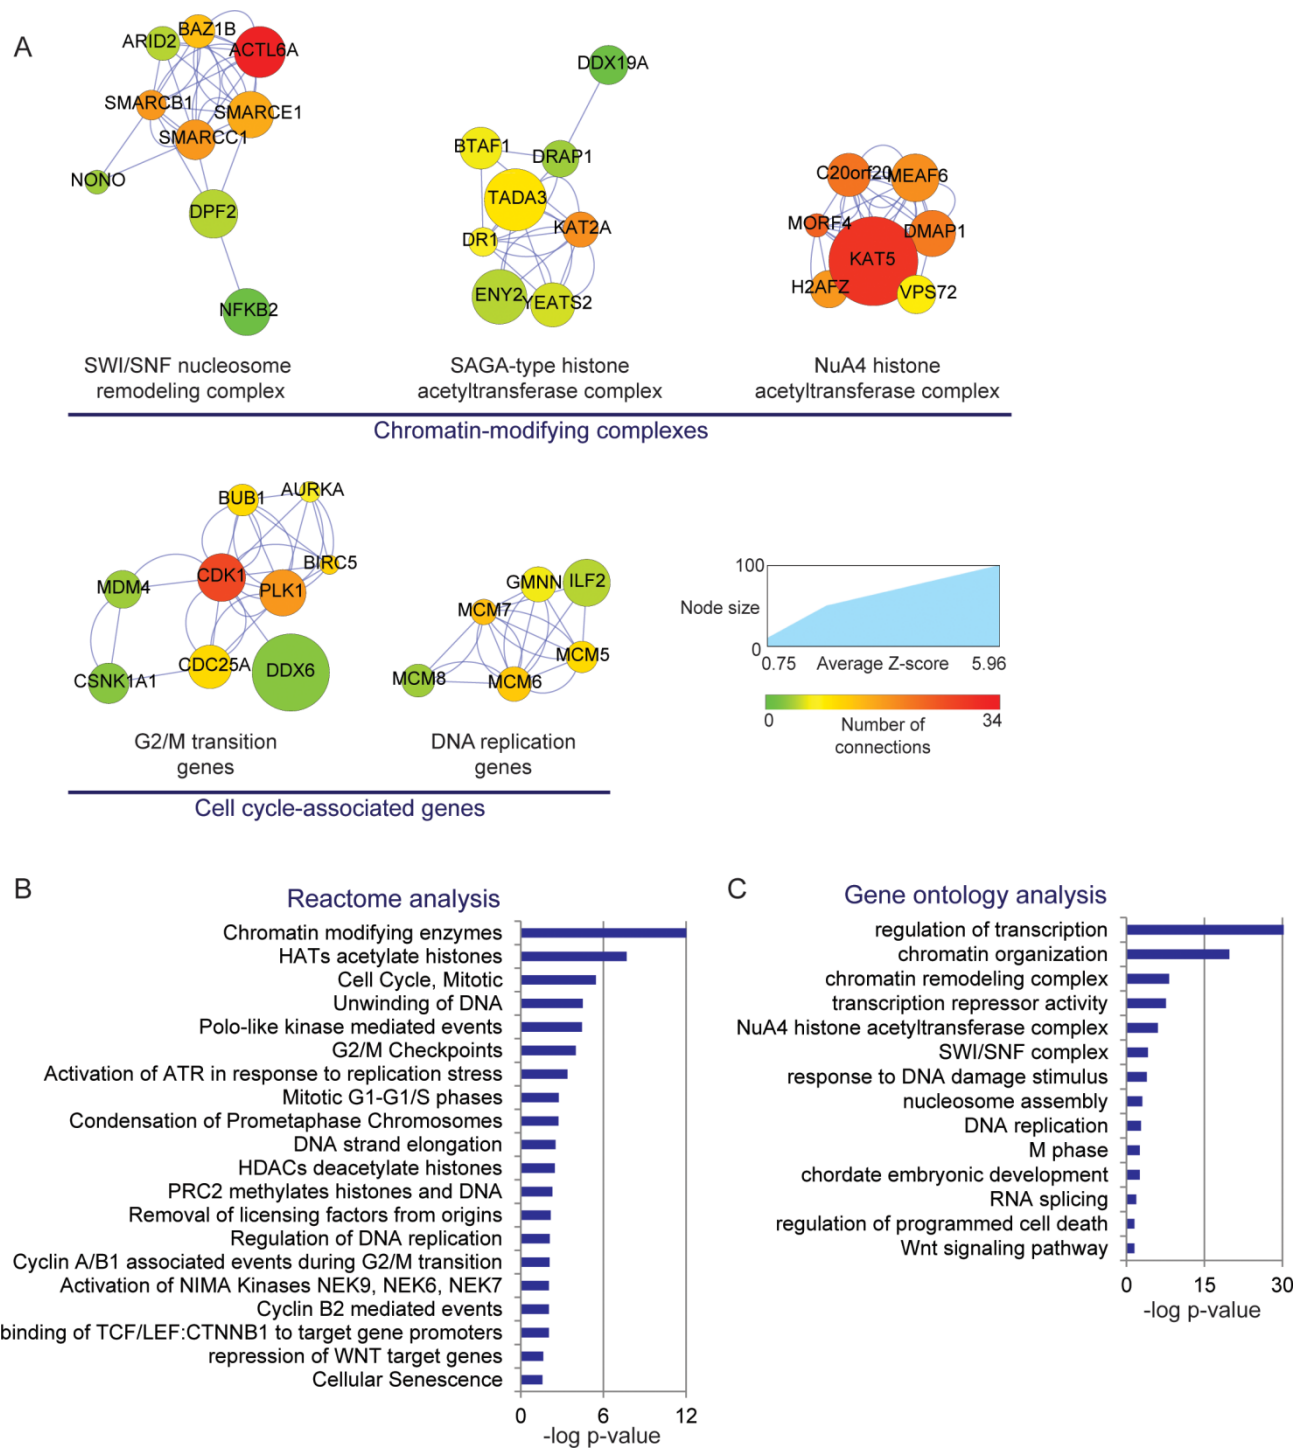 A
BAZ1B
ARID2
ACTL6A
SMARCB1
SMARCE1
SMARCC1
NONO
DPF2
NFKB2
SWI/SNF nucleosome
remodeling complex
DDX19A
BTAF1
DRAP1
TADA3
KAT2A
DR1
ENY2
YEATS2
SAGA-type histone
acetyltransferase complex
C20orf20
MEAF6
MORF4
DMAP1
KAT5
H2AFZ
VPS72
NuA4 histone
acetyltransferase complex
Chromatin-modifying complexes
BUB1
AURKA
BIRC5
CDK1
MDM4
PLK1
CDC25A
DDX6
CSNK1A1
G2/M transition
genes
GMNN
ILF2
MCM7
MCM5
MCM8
MCM6
DNA replication
genes
Cell cycle-associated genes
100
Node size
0
0.75 Average Z-score 5.96
0 Number of 34
connections
B
Reactome analysis
Chromatin modifying enzymes
HATs acetylate histones
Cell Cycle, Mitotic
Unwinding of DNA
Polo-like kinase mediated events
G2/M Checkpoints
Activation of ATR in response to replication stress
Mitotic G1-G1/S phases
Condensation of Prometaphase Chromosomes
DNA strand elongation
HDACs deacetylate histones
PRC2 methylates histones and DNA
Removal of licensing factors from origins
Regulation of DNA replication
Cyclin A/B1 associated events during G2/M transition
Activation of NIMA Kinases NEK9, NEK6, NEK7
Cyclin B2 mediated events
binding of TCF/LEF:CTNNB1 to target gene promoters
repression of WNT target genes
Cellular Senescence
0 6 12
-log p-value
C
Gene ontology analysis
regulation of transcription
chromatin organization
chromatin remodeling complex
transcription repressor activity
NuA4 histone acetyltransferase complex
SWI/SNF complex
response to DNA damage stimulus
nucleosome assembly
DNA replication
M phase
chordate embryonic development
RNA splicing
regulation of programmed cell death
Wnt signaling pathway
0 15 30
-log p-value